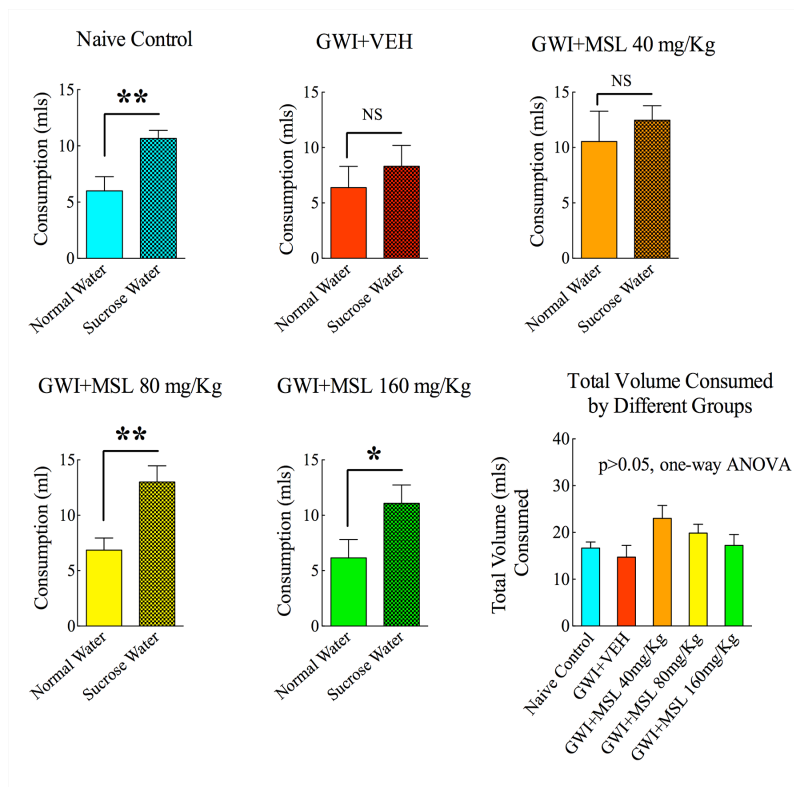 Naive Control
15
10
5
0
Consumption (mls)
**
Normal Water
Sucrose Water
GWI+VEH
15
10
5
0
Consumption (mls)
NS
Normal Water
Sucrose Water
GWI+MSL 40 mg/Kg
15
10
5
0
Consumption (mls)
NS
Normal Water
Sucrose Water
GWI+MSL 80 mg/Kg
15
10
5
0
Consumption (ml)
**
Normal Water
Sucrose Water
GWI+MSL 160 mg/Kg
15
10
5
0
Consumption (mls)
*
Normal Water
Sucrose Water
Total Volume Consumed
by Different Groups
40
30
20
10
0
Total Volume (mls)
Consumed
p>0.05, one-way ANOVA
Naive Control
GWI+VEH
GWI+MSL 40mg/Kg
GWI+MSL 80mg/Kg
GWI+MSL 160mg/Kg